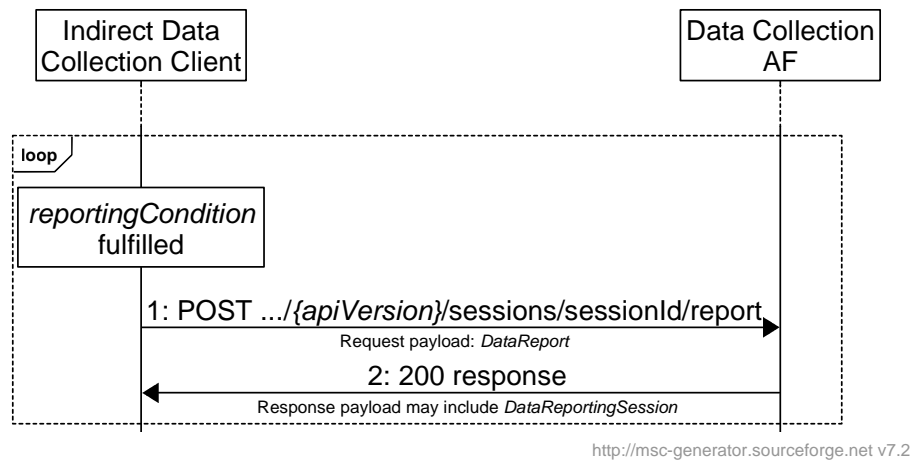 Indirect Data
Collection Client
Data Collection
AF
loop
reportingCondition
fulfilled
1: POST .../{apiVersion}/sessions/sessionId/report
Request payload: DataReport
2: 200 response
Response payload may include DataReportingSession
http://msc-generator.sourceforge.net v7.2